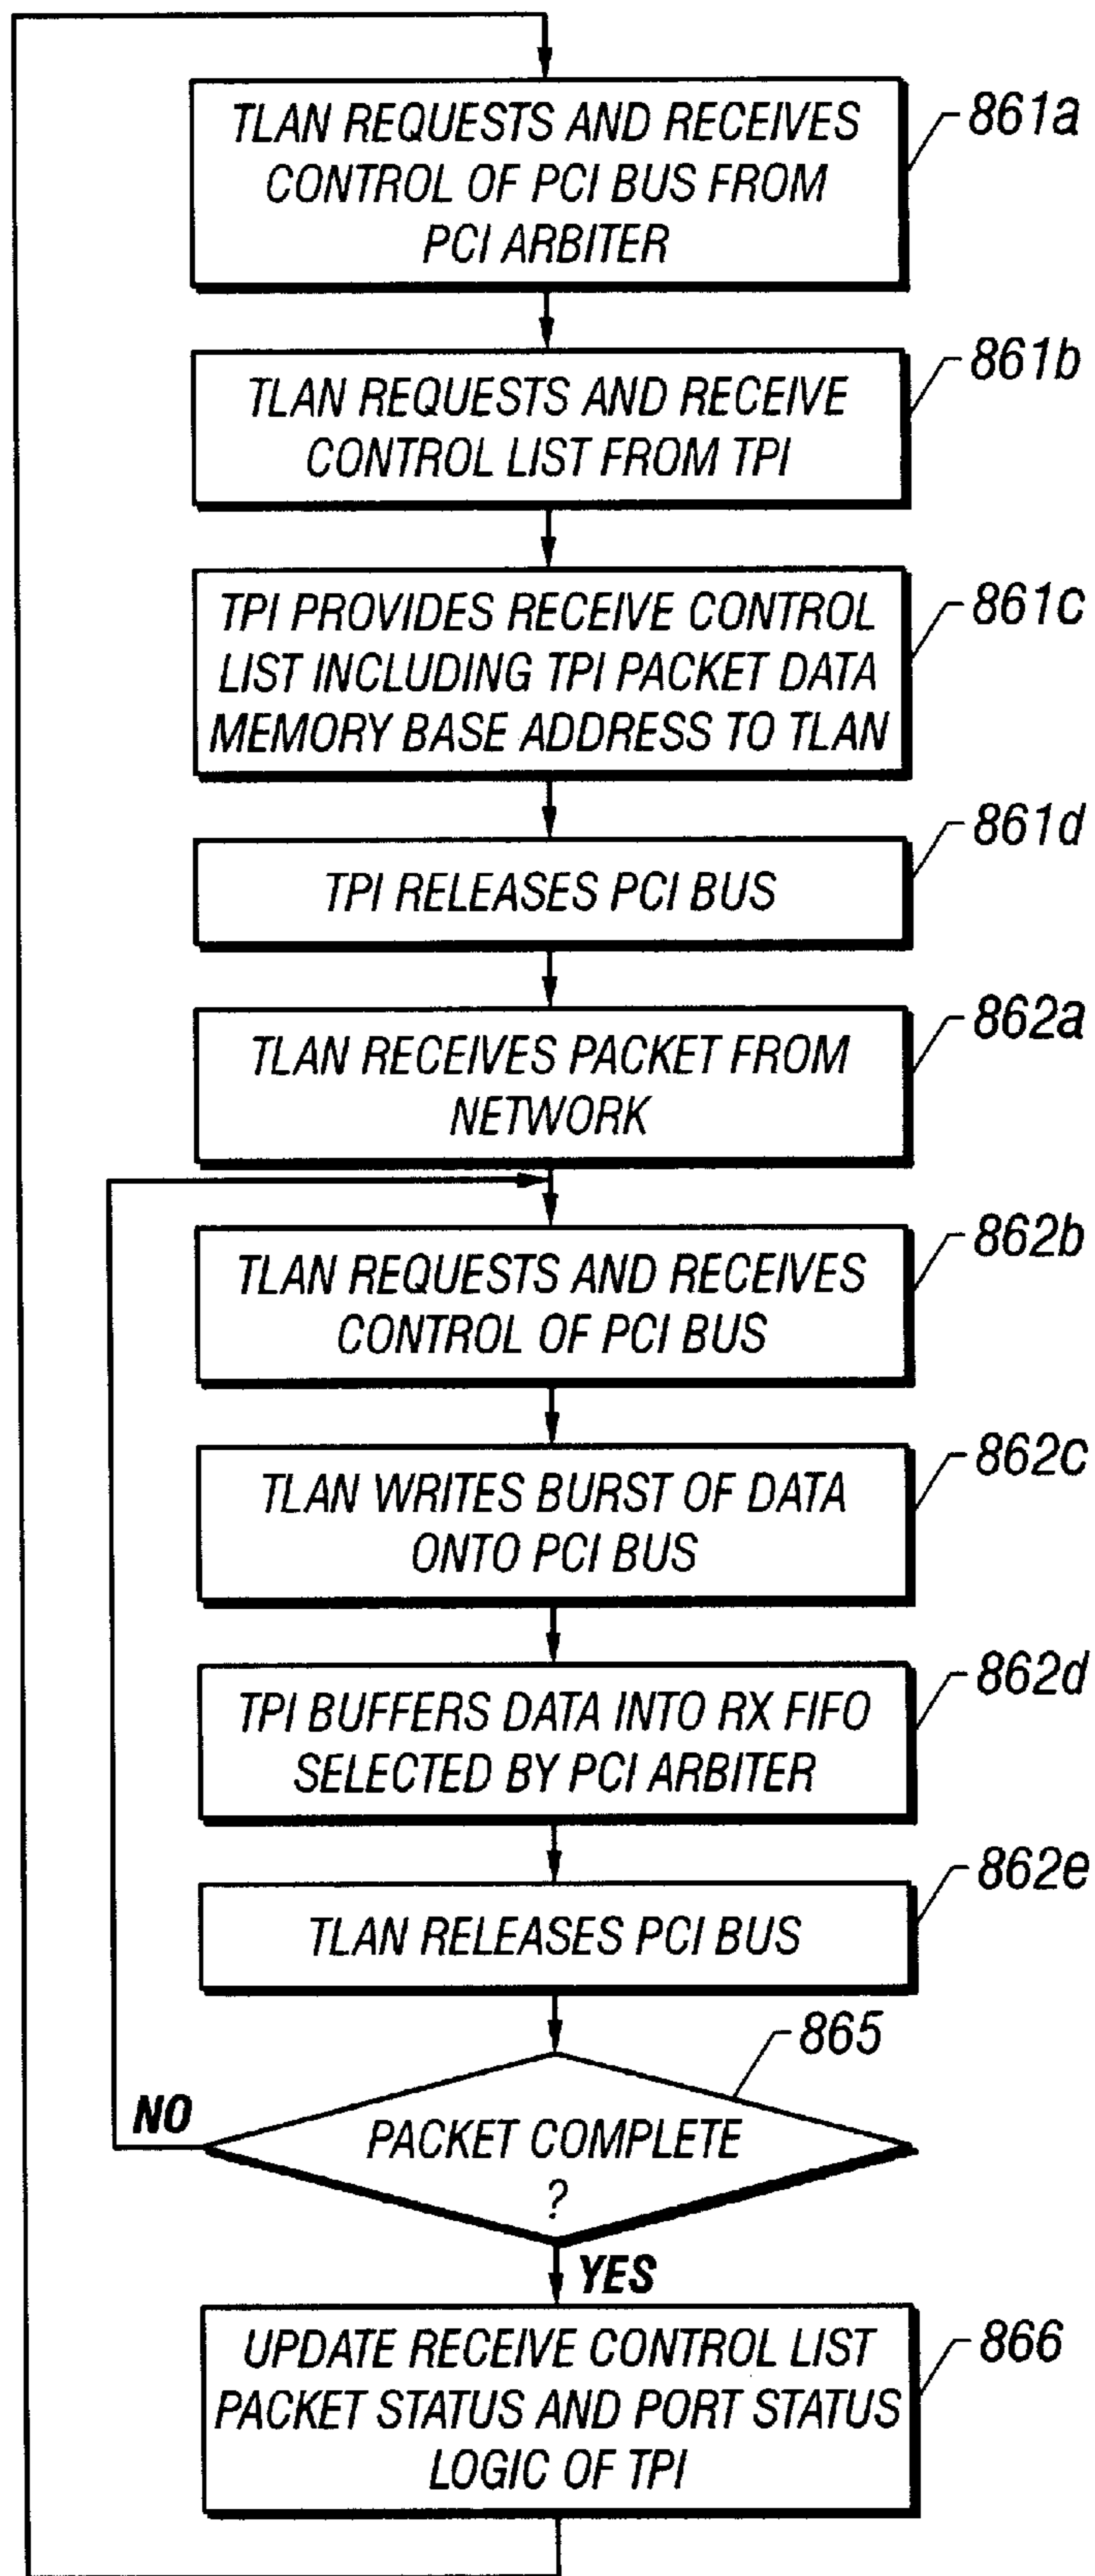 TLAN REQUESTS AND RECEIVES
CONTROL OF PCI BUS FROM
PCI ARBITER
861a
TLAN REQUESTS AND RECEIVE
CONTROL LIST FROM TPI
861b
TPI PROVIDES RECEIVE CONTROL
LIST INCLUDING TPI PACKET DATA
MEMORY BASE ADDRESS TO TLAN
861c
TPI RELEASES PCI BUS
861d
TLAN RECEIVES PACKET FROM
NETWORK
862a
TLAN REQUESTS AND RECEIVES
CONTROL OF PCI BUS
862b
TLAN WRITES BURST OF DATA
ONTO PCI BUS
862c
TPI BUFFERS DATA INTO RX FIFO
SELECTED BY PCI ARBITER
862d
TLAN RELEASES PCI BUS
862e
865
NO
PACKET COMPLETE
?
YES
UPDATE RECEIVE CONTROL LIST
PACKET STATUS AND PORT STATUS
LOGIC OF TPI
866